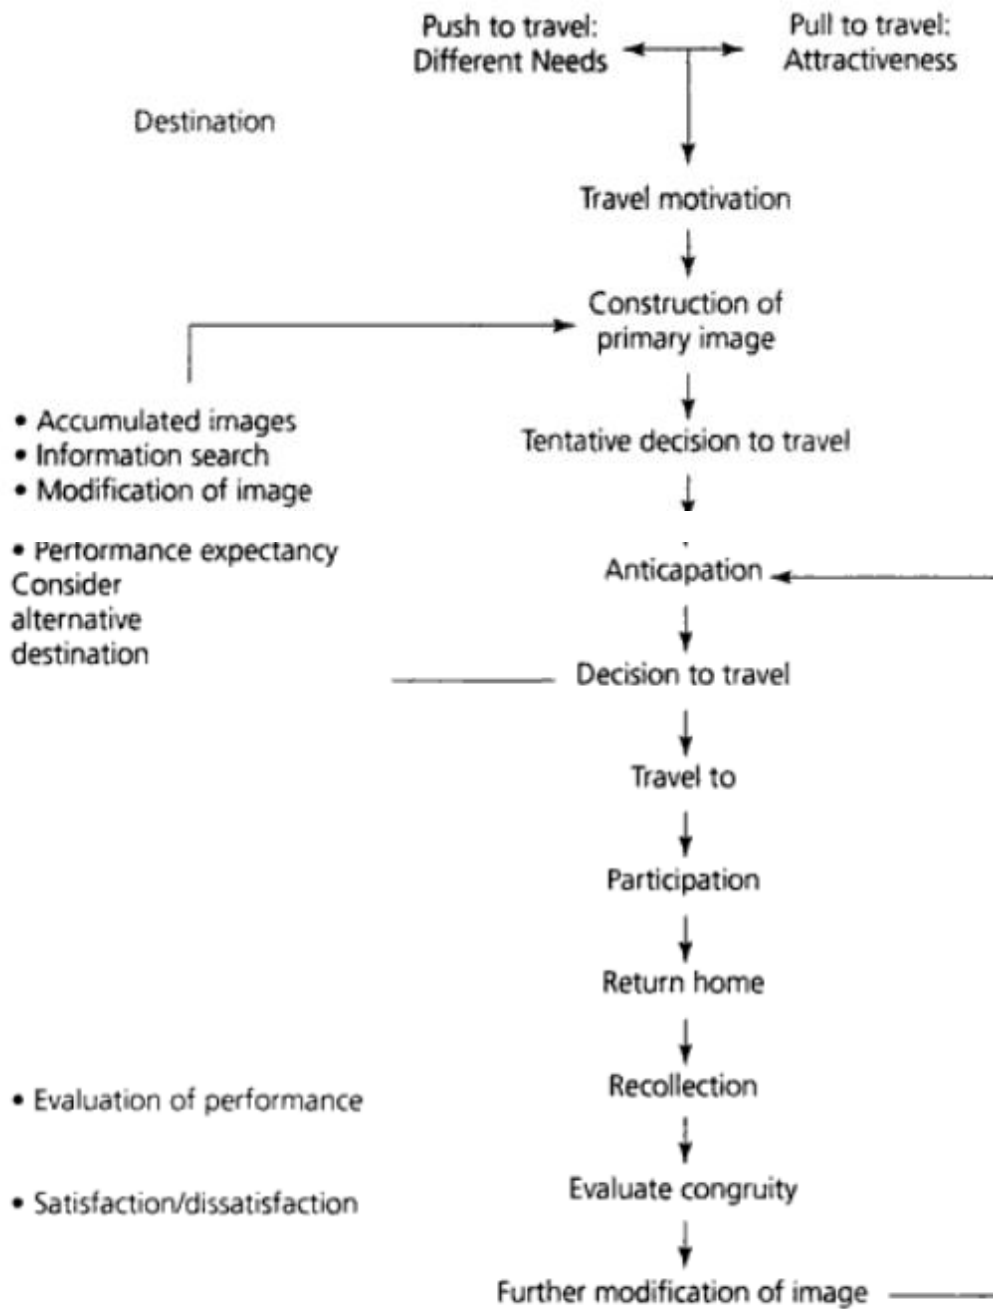 Push to travel:
Different Needs
Pull to travel:
Attractiveness
Destination
Travel motivation
Construction of
primary image
• Accumulated images
• Information search
• Modification of image
Tentative decision to travel
• Performance expectancy
Consider
alternative
destination
Anticapation
Decision to travel
Travel to
Participation
Return home
Recollection
• Evaluation of performance
Evaluate congruity
• Satisfaction/dissatisfaction
Further modification of image